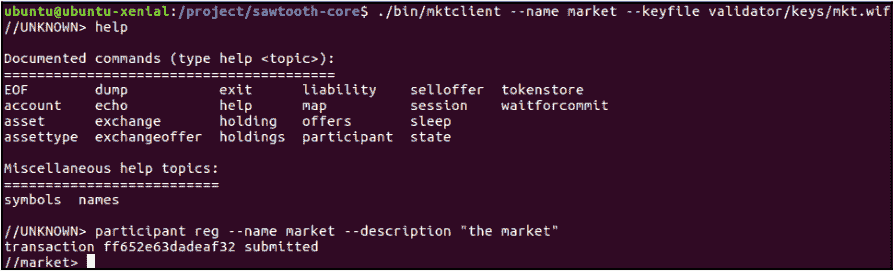 ubuntu@ubuntu-xenial:/project/sawtooth-core$ ./bin/mktclient --name market --keyfile validator/keys/mkt.wif
//UNKNOWN> help
Documented commands (type help <topic>):
========================================
EOF        dump           exit      liability    selloffer  tokenstore
account    echo           help      map          session    waitforcommit
asset      exchange       holding   offers       sleep
assettype  exchangeoffer  holdings  participant  state
Miscellaneous help topics:
==========================
symbols  names
//UNKNOWN> participant reg --name market --description "the market"
transaction ff652e63dadeaf32 submitted
//market>